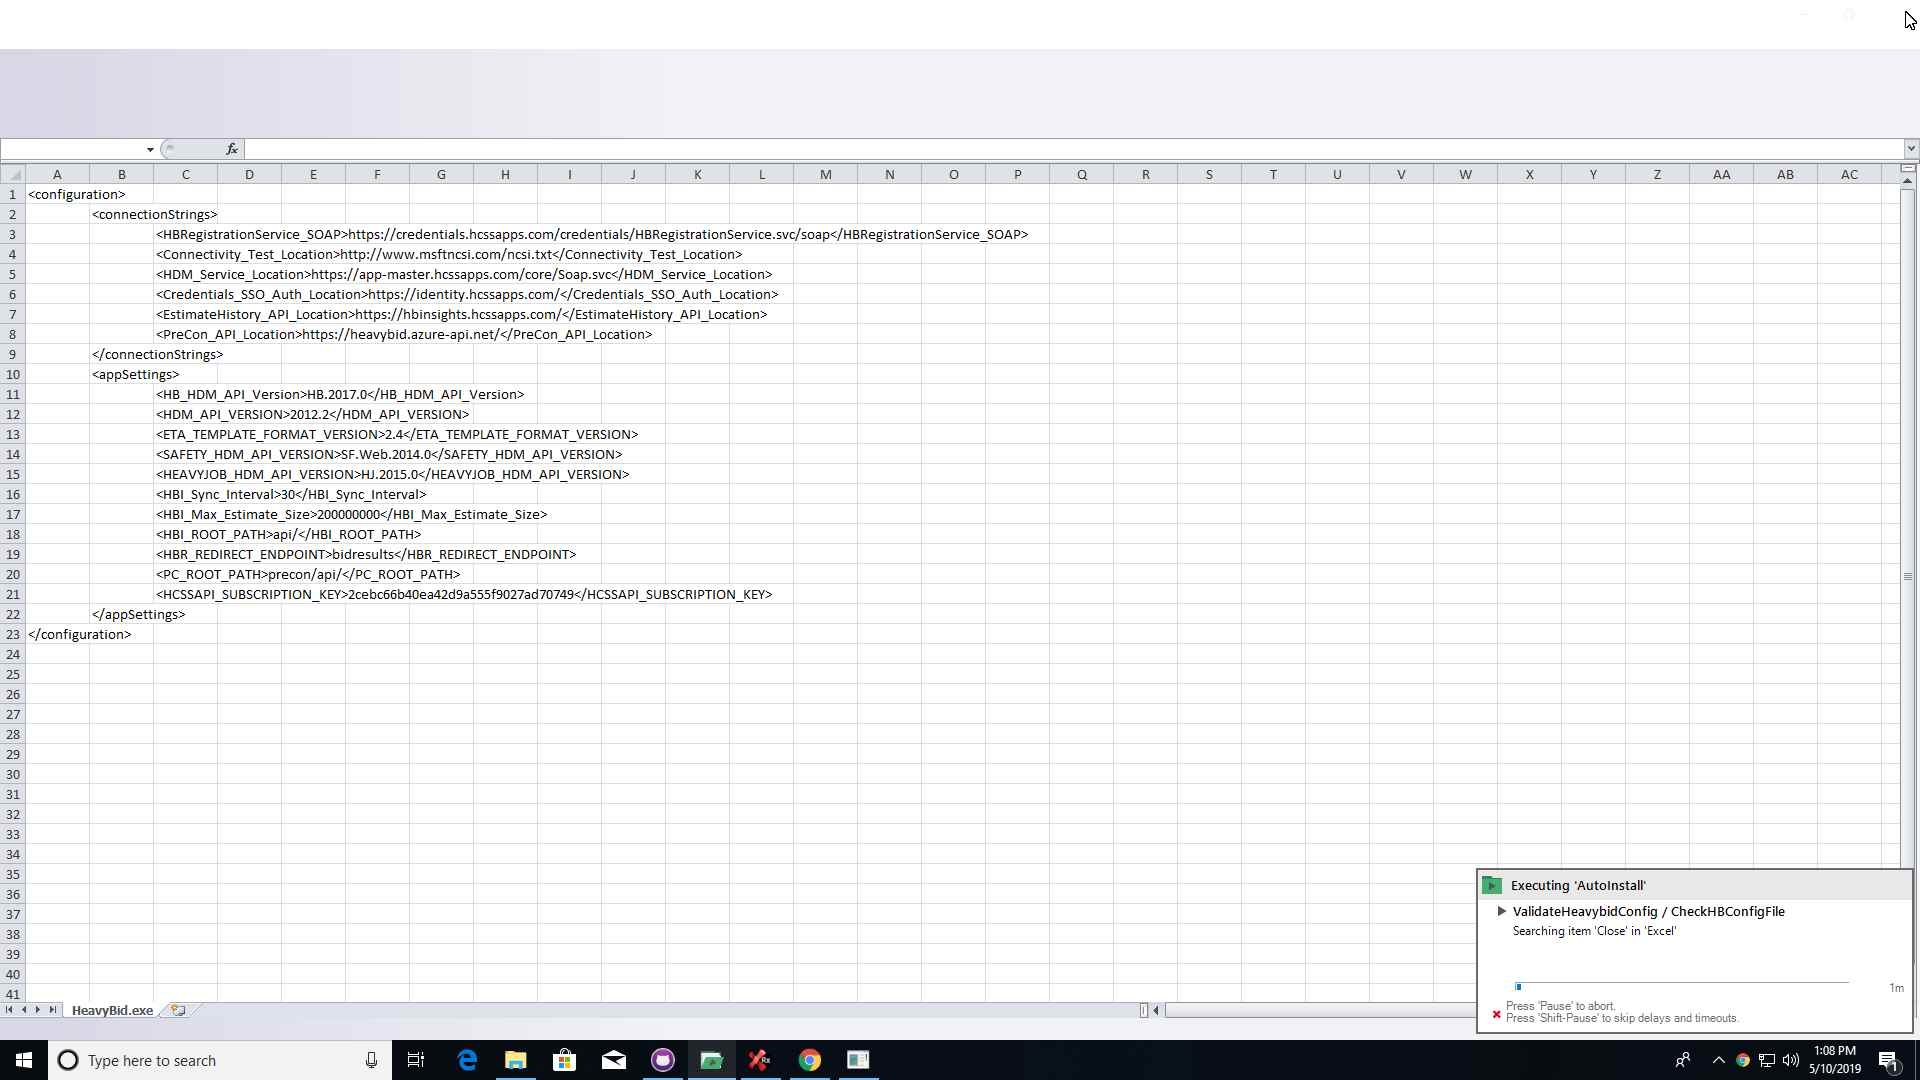 fx
A B C D E F G H I J K L M N O P Q R S T U V W X Y Z AA AB AC
1 <configuration>
2 <connectionStrings>
3 <HBRegistrationService_SOAP>https://credentials.hcssapps.com/credentials/HBRegistrationService.svc/soap</HBRegistrationService_SOAP>
4 <Connectivity_Test_Location>http://www.msftncsi.com/ncsi.txt</Connectivity_Test_Location>
5 <HDM_Service_Location>https://app-master.hcssapps.com/core/Soap.svc</HDM_Service_Location>
6 <Credentials_SSO_Auth_Location>https://identity.hcssapps.com/</Credentials_SSO_Auth_Location>
7 <EstimateHistory_API_Location>https://hbinsights.hcssapps.com/</EstimateHistory_API_Location>
8 <PreCon_API_Location>https://heavybid.azure-api.net/</PreCon_API_Location>
9 </connectionStrings>
10 <appSettings>
11 <HB_HDM_API_Version>HB.2017.0</HB_HDM_API_Version>
12 <HDM_API_VERSION>2012.2</HDM_API_VERSION>
13 <ETA_TEMPLATE_FORMAT_VERSION>2.4</ETA_TEMPLATE_FORMAT_VERSION>
14 <SAFETY_HDM_API_VERSION>SF.Web.2014.0</SAFETY_HDM_API_VERSION>
15 <HEAVYJOB_HDM_API_VERSION>HJ.2015.0</HEAVYJOB_HDM_API_VERSION>
16 <HBI_Sync_Interval>30</HBI_Sync_Interval>
17 <HBI_Max_Estimate_Size>200000000</HBI_Max_Estimate_Size>
18 <HBI_ROOT_PATH>api/</HBI_ROOT_PATH>
19 <HBR_REDIRECT_ENDPOINT>bidresults</HBR_REDIRECT_ENDPOINT>
20 <PC_ROOT_PATH>precon/api/</PC_ROOT_PATH>
21 <HCSSAPI_SUBSCRIPTION_KEY>2cebc66b40ea42d9a555f9027ad70749</HCSSAPI_SUBSCRIPTION_KEY>
22 </appSettings>
23 </configuration>
24
25
26
27
28
29
30
31
32
33
34
35
36
37
38
39
40
41
Executing 'AutoInstall'
ValidateHeavybidConfig / CheckHBConfigFile
Searching item 'Close' in 'Excel'
1m
Press 'Pause' to abort.
Press 'Shift-Pause' to skip delays and timeouts.
HeavyBid.exe
Type here to search
1:08 PM
5/10/2019
1